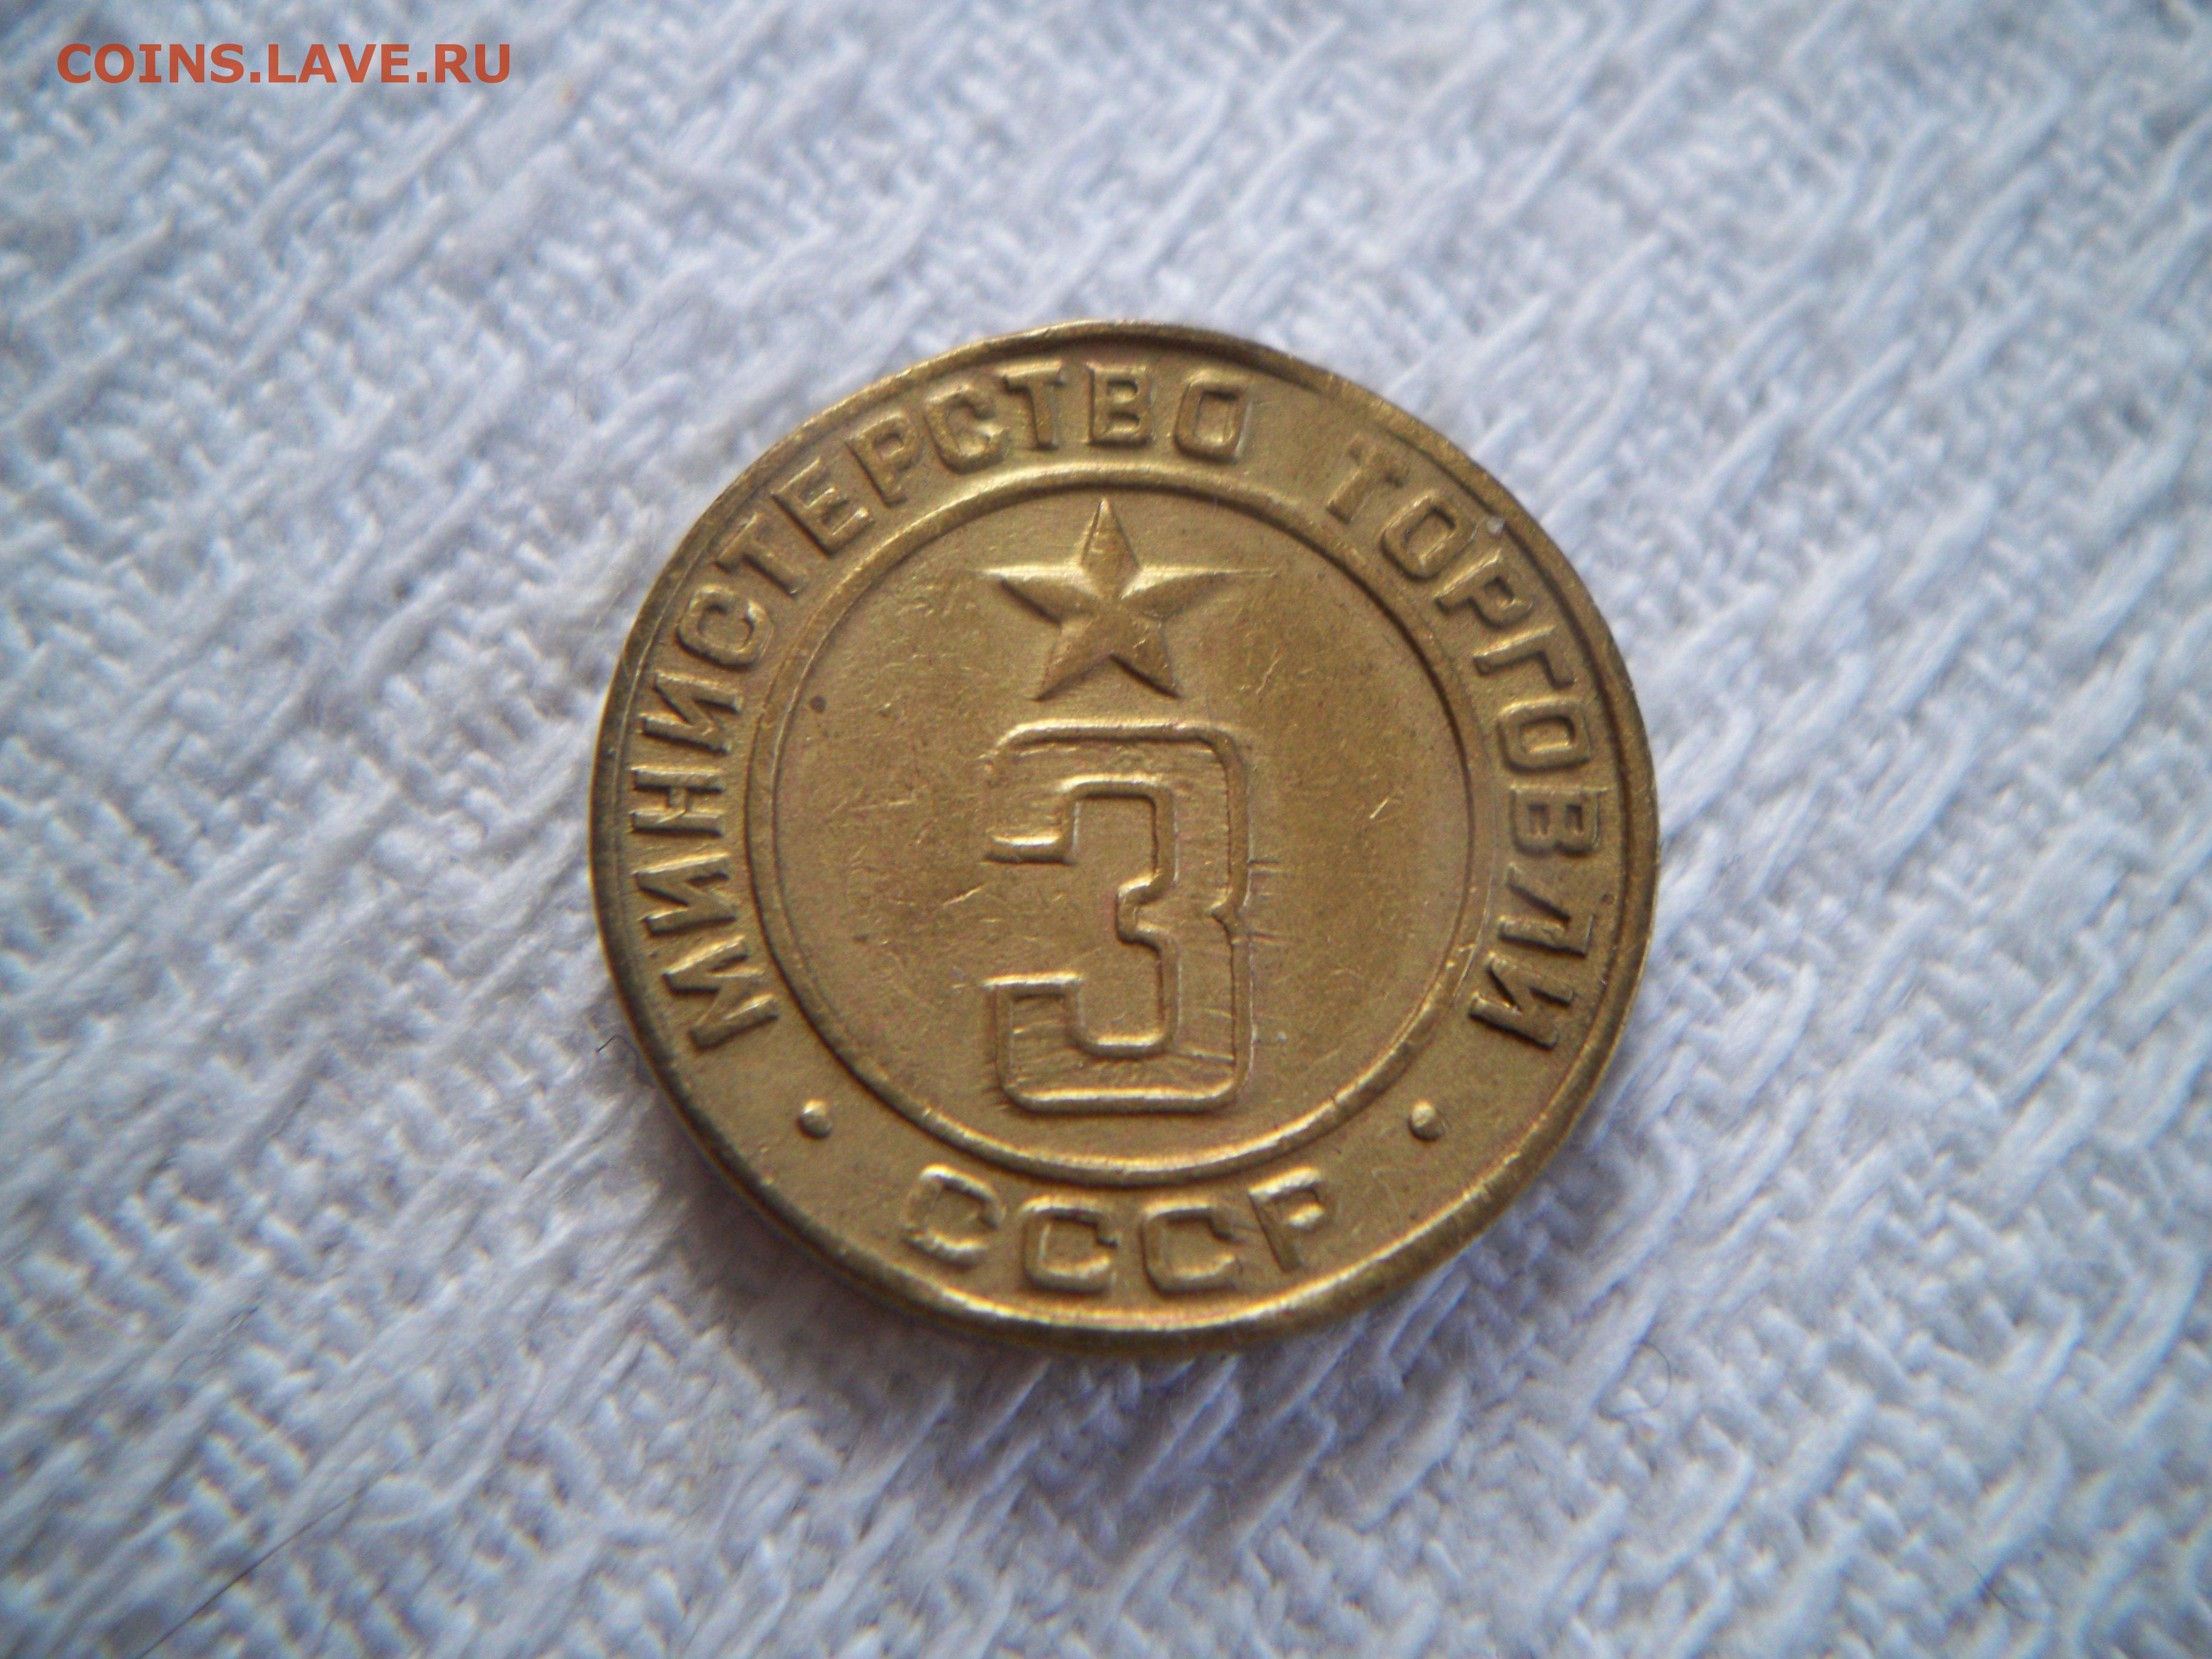 COINS.LAVE.RU
МИНИСТЕРСТВО ТОРГОВЛИ
3
• СССР •